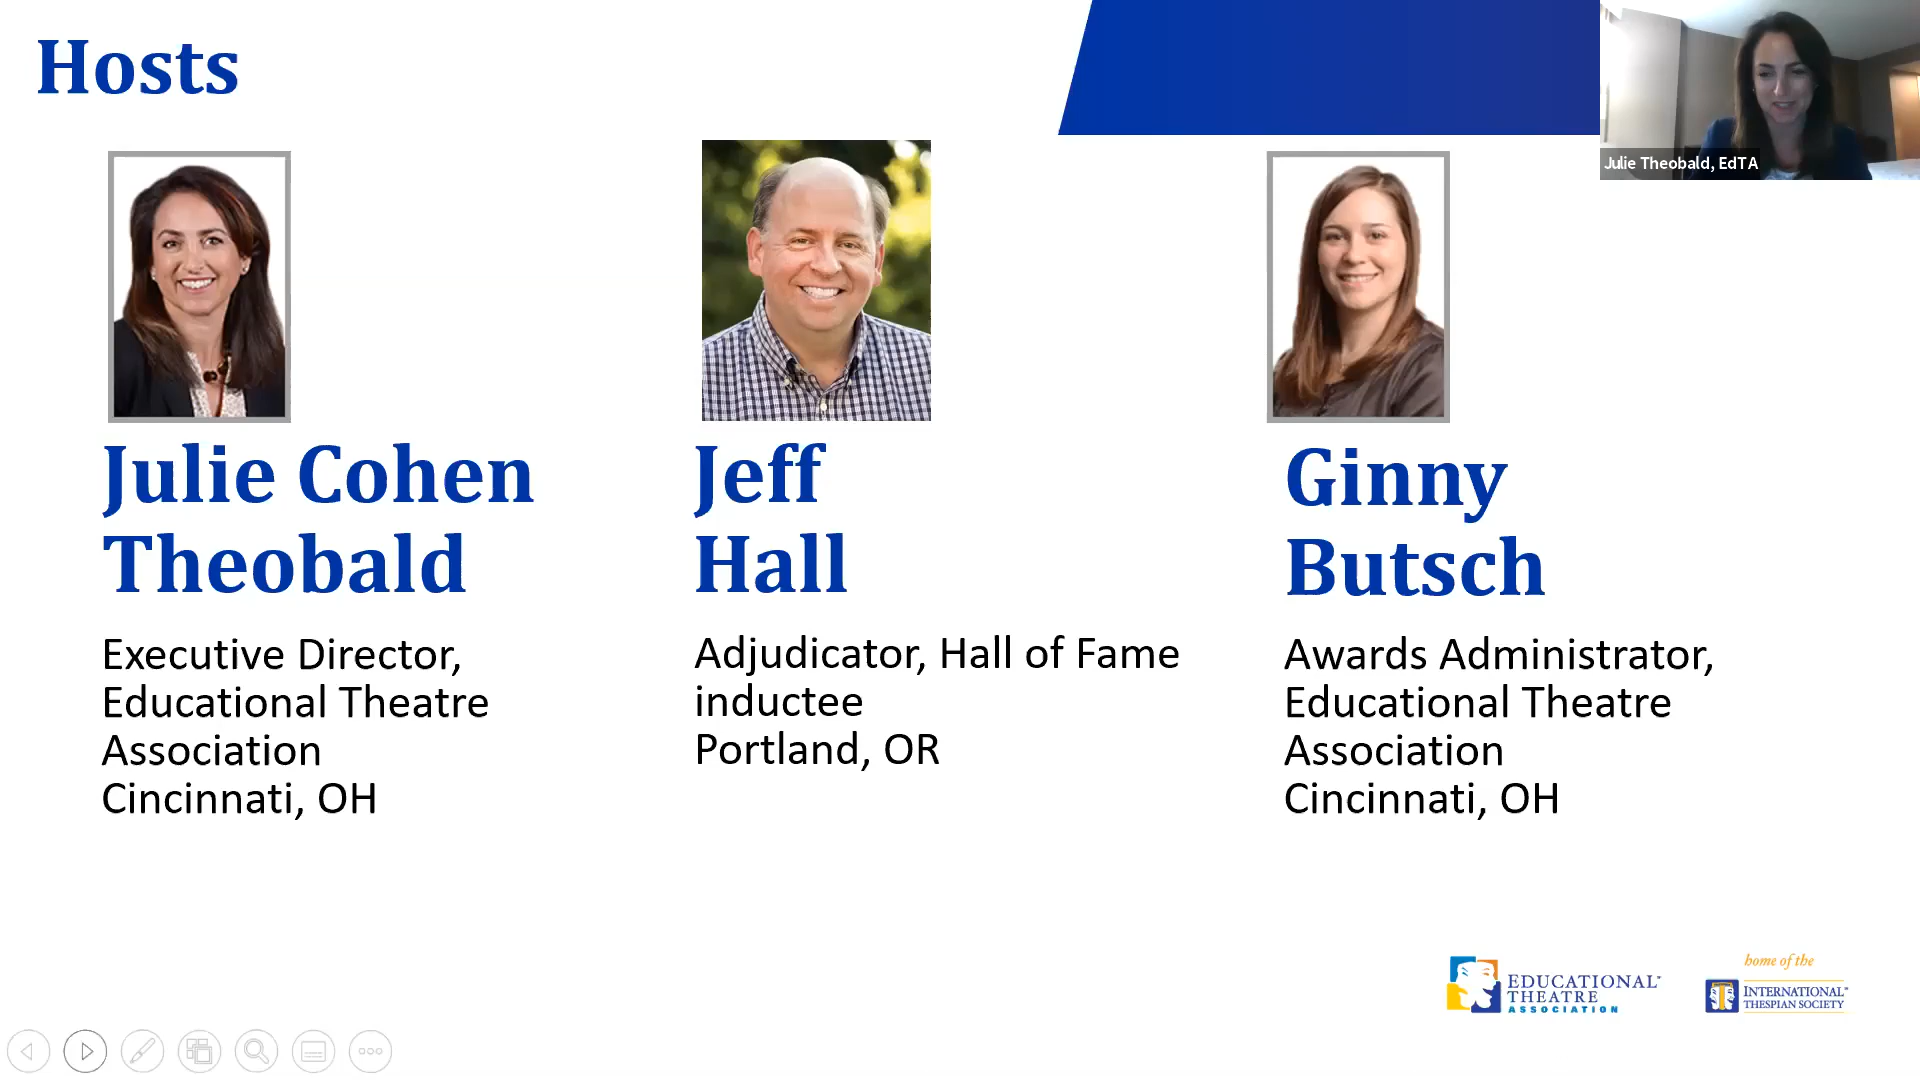 Hosts
Julie Theobald, EdTA
Julie Cohen
Theobald
Executive Director,
Educational Theatre
Association
Cincinnati, OH
Jeff
Hall
Adjudicator, Hall of Fame
inductee
Portland, OR
Ginny
Butsch
Awards Administrator,
Educational Theatre
Association
Cincinnati, OH
EDUCATIONAL™
THEATRE
ASSOCIATION
home of the
INTERNATIONAL™
THESPIAN SOCIETY